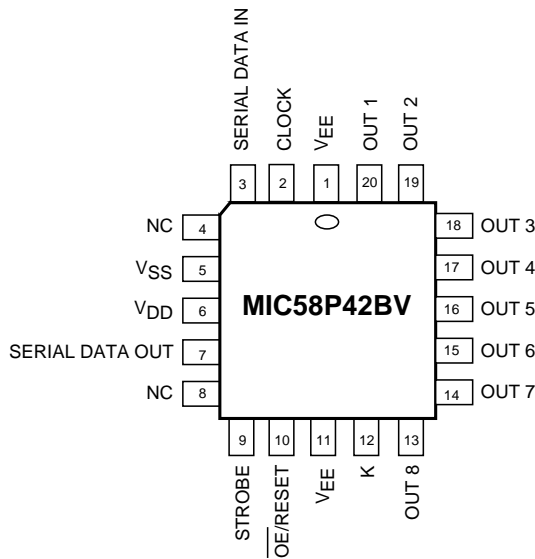 SERIAL DATA IN
CLOCK
VEE
OUT 1
OUT 2
3
2
1
20
19
NC 4
VSS 5
VDD 6
SERIAL DATA OUT 7
NC 8
MIC58P42BV
18 OUT 3
17 OUT 4
16 OUT 5
15 OUT 6
14 OUT 7
9
10
11
12
13
STROBE
OE/RESET
VEE
K
OUT 8